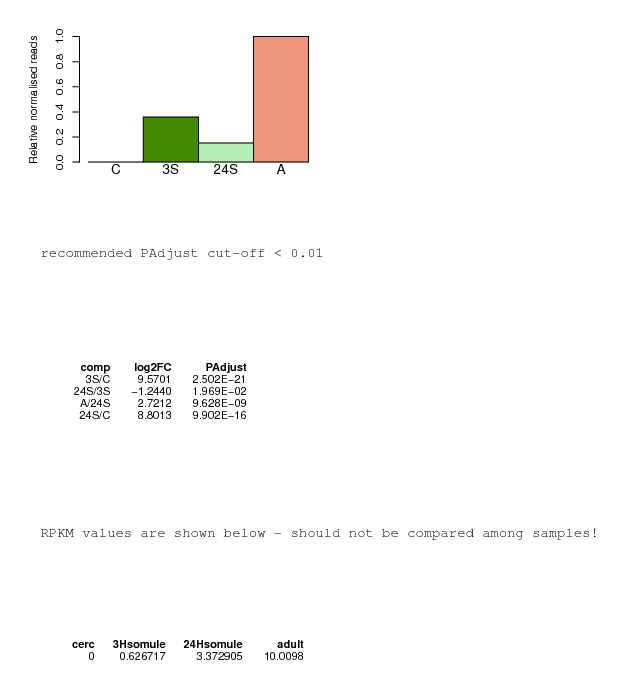 Relative normalised reads
1.0
0.8
0.6
0.4
0.2
0.0
C 3S 24S A
recommended PAdjust cut-off < 0.01
comp log2FC PAdjust
3S/C 9.5701 2.502E−21
24S/3S −1.2440 1.969E−02
A/24S 2.7212 9.628E−09
24S/C 8.8013 9.902E−16
RPKM values are shown below - should not be compared among samples!
cerc 3Hsomule 24Hsomule adult
0 0.626717 3.372905 10.0098